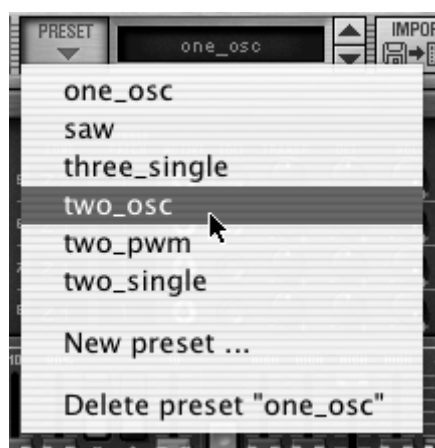 PRESET
one_osc
IMPOR
one_osc
saw
three_single
two_osc
two_pwm
two_single
New preset ...
Delete preset "one_osc"